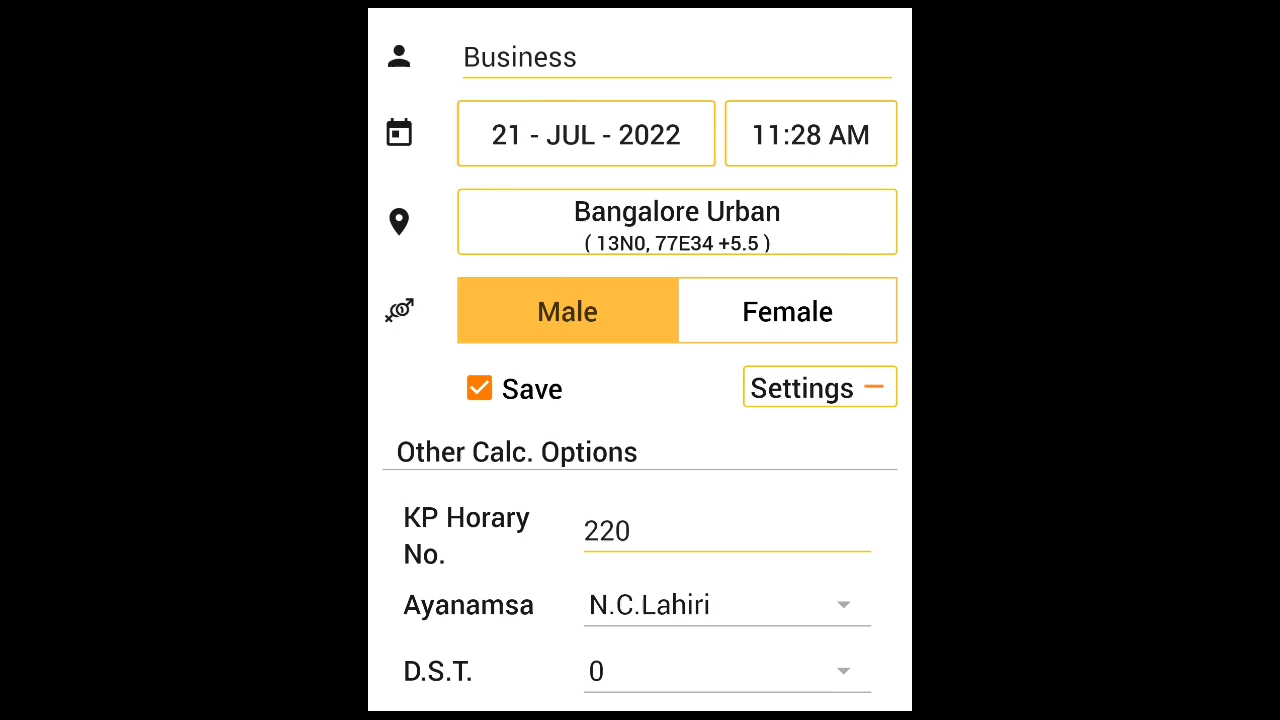 Business
21 - JUL - 2022
11:28 AM
Bangalore Urban
( 13N0, 77E34 +5.5 )
Male
Female
Save
Settings
Other Calc. Options
KP Horary
No.
220
Ayanamsa
N.C.Lahiri
D.S.T.
0